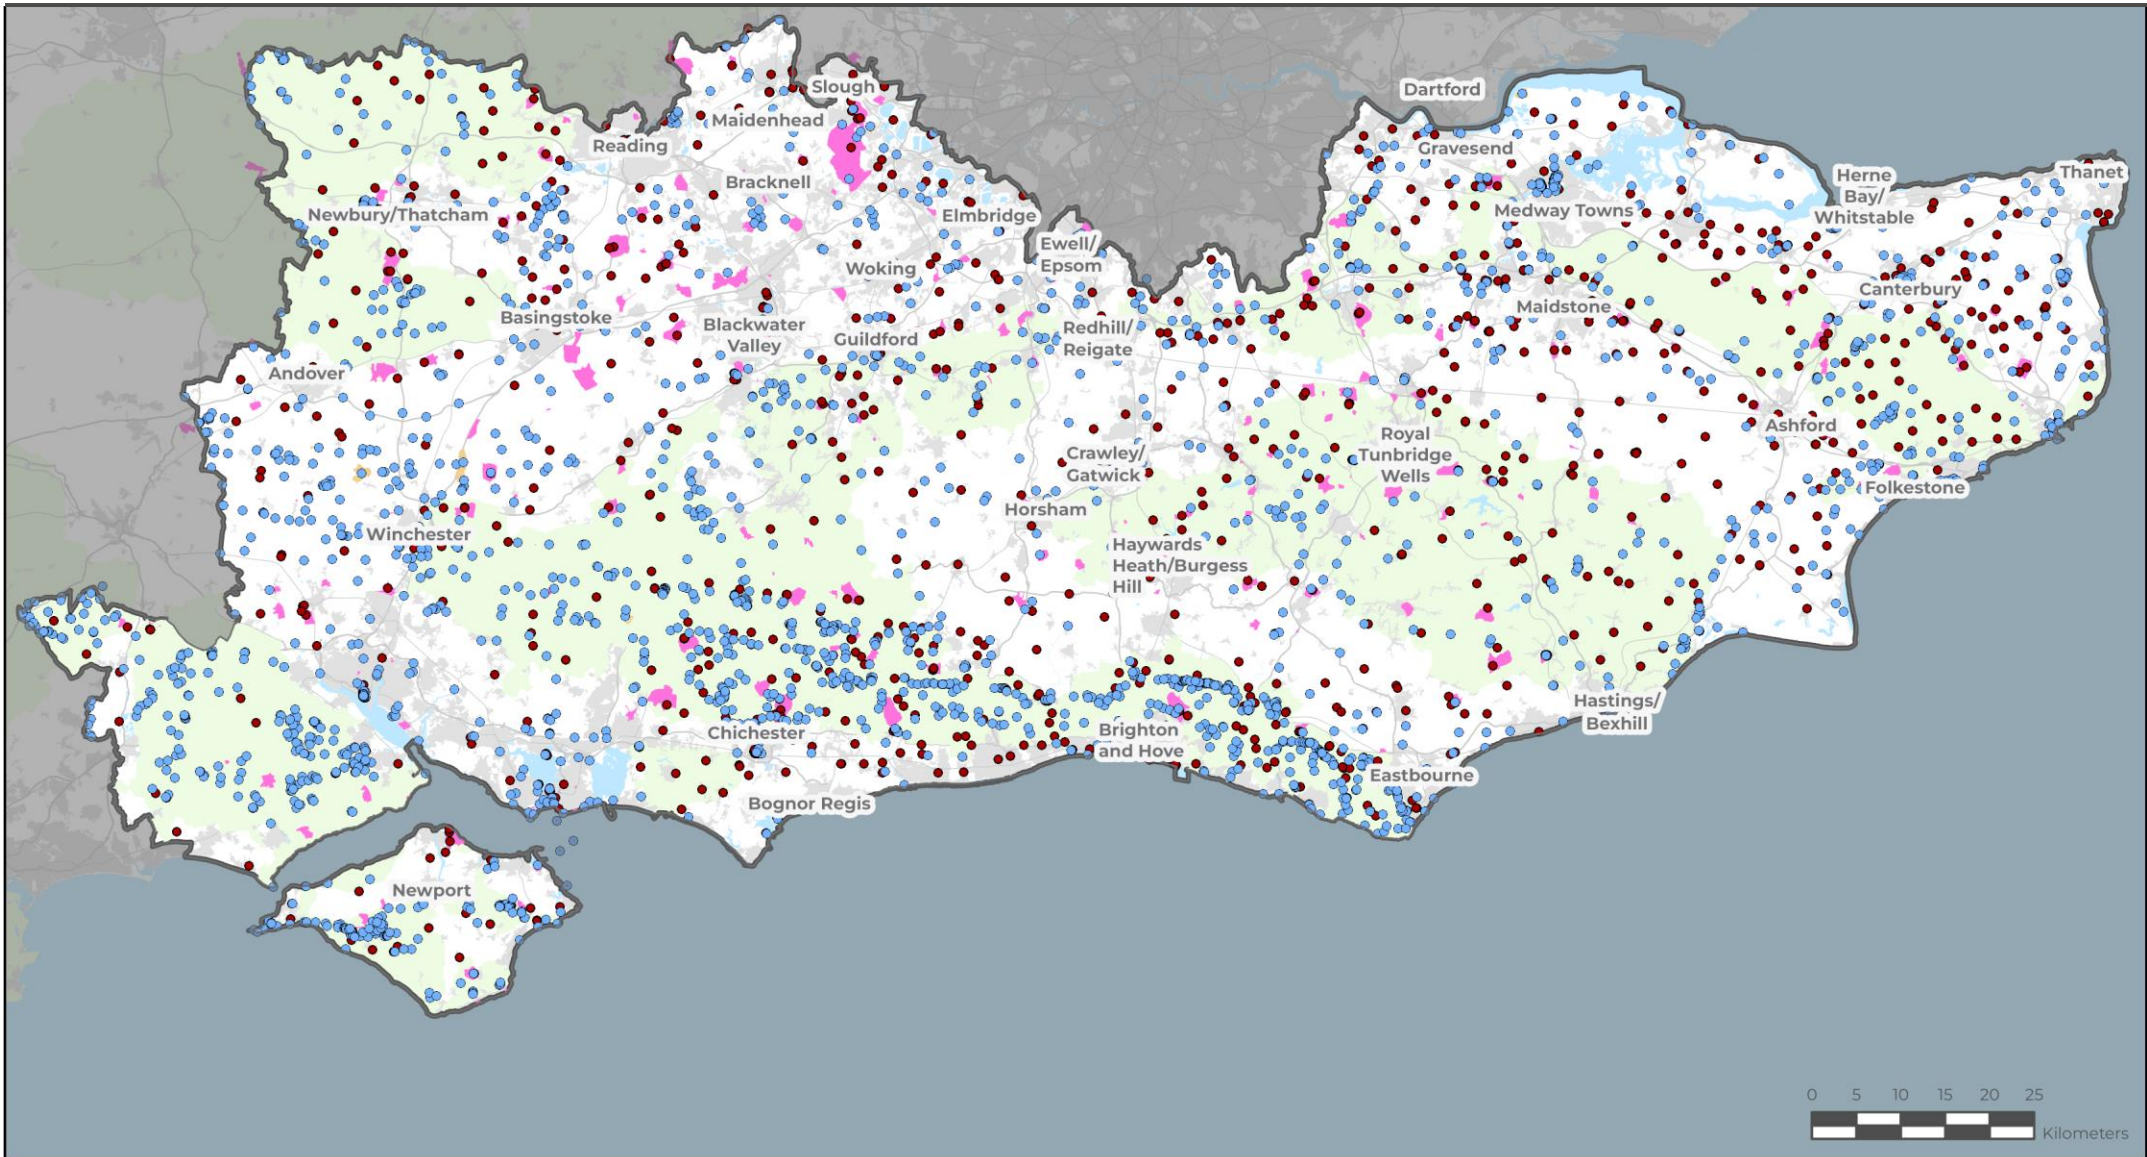 Slough
Dartford
Maidenhead
Reading
Gravesend
Thanet
Herne
Bay/
Whitstable
Bracknell
Newbury/Thatcham
Elmbridge
Medway Towns
Ewell/
Epsom
Woking
Canterbury
Maidstone
Basingstoke
Blackwater
Valley
Guildford
Redhill/
Reigate
Andover
Ashford
Royal
Tunbridge
Wells
Crawley/
Gatwick
Folkestone
Horsham
Winchester
Haywards
Heath/Burgess
Hill
Hastings/
Bexhill
Chichester
Brighton
and Hove
Eastbourne
Bognor Regis
Newport
0 5 10 15 20 25
Kilometers